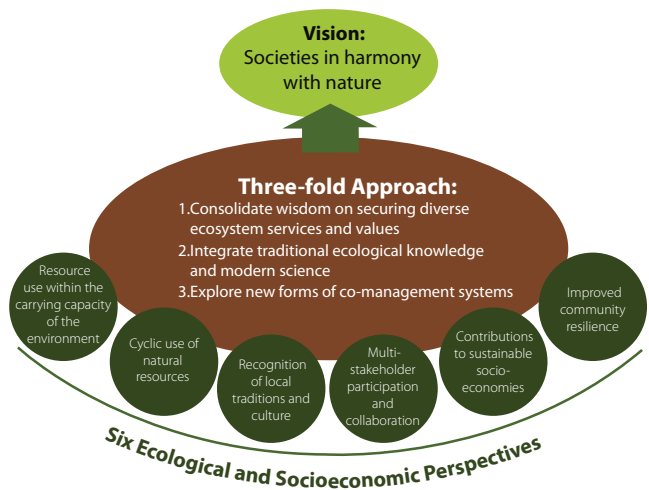 Vision:
Societies in harmony
with nature
Three-fold Approach:
1.Consolidate wisdom on securing diverse
ecosystem services and values
2.Integrate traditional ecological knowledge
and modern science
3.Explore new forms of co-management systems
Resource
use within the
carrying capacity
of the
environment
Cyclic use of
natural
resources
Recognition
of local
traditions and
culture
Multi-
stakeholder
participation
and
collaboration
Contributions
to sustainable
socio-
economies
Improved
community
resilience
Six Ecological and Socioeconomic Perspectives